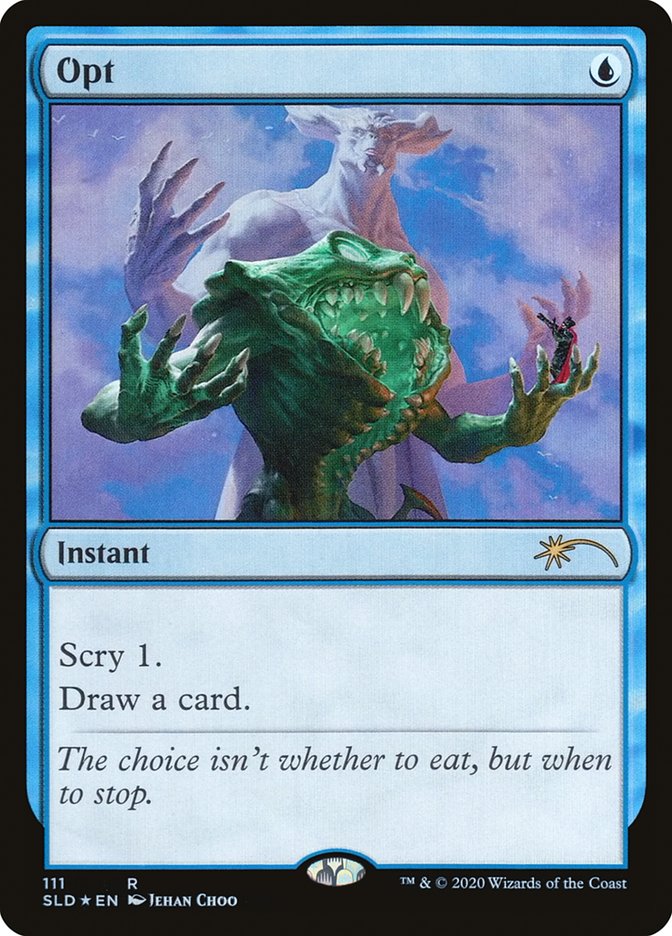 Opt
Instant
Scry 1.
Draw a card.
The choice isn't whether to eat, but when
to stop.
111 R
SLD ★ EN Jehan Choo
™ & © 2020 Wizards of the Coast